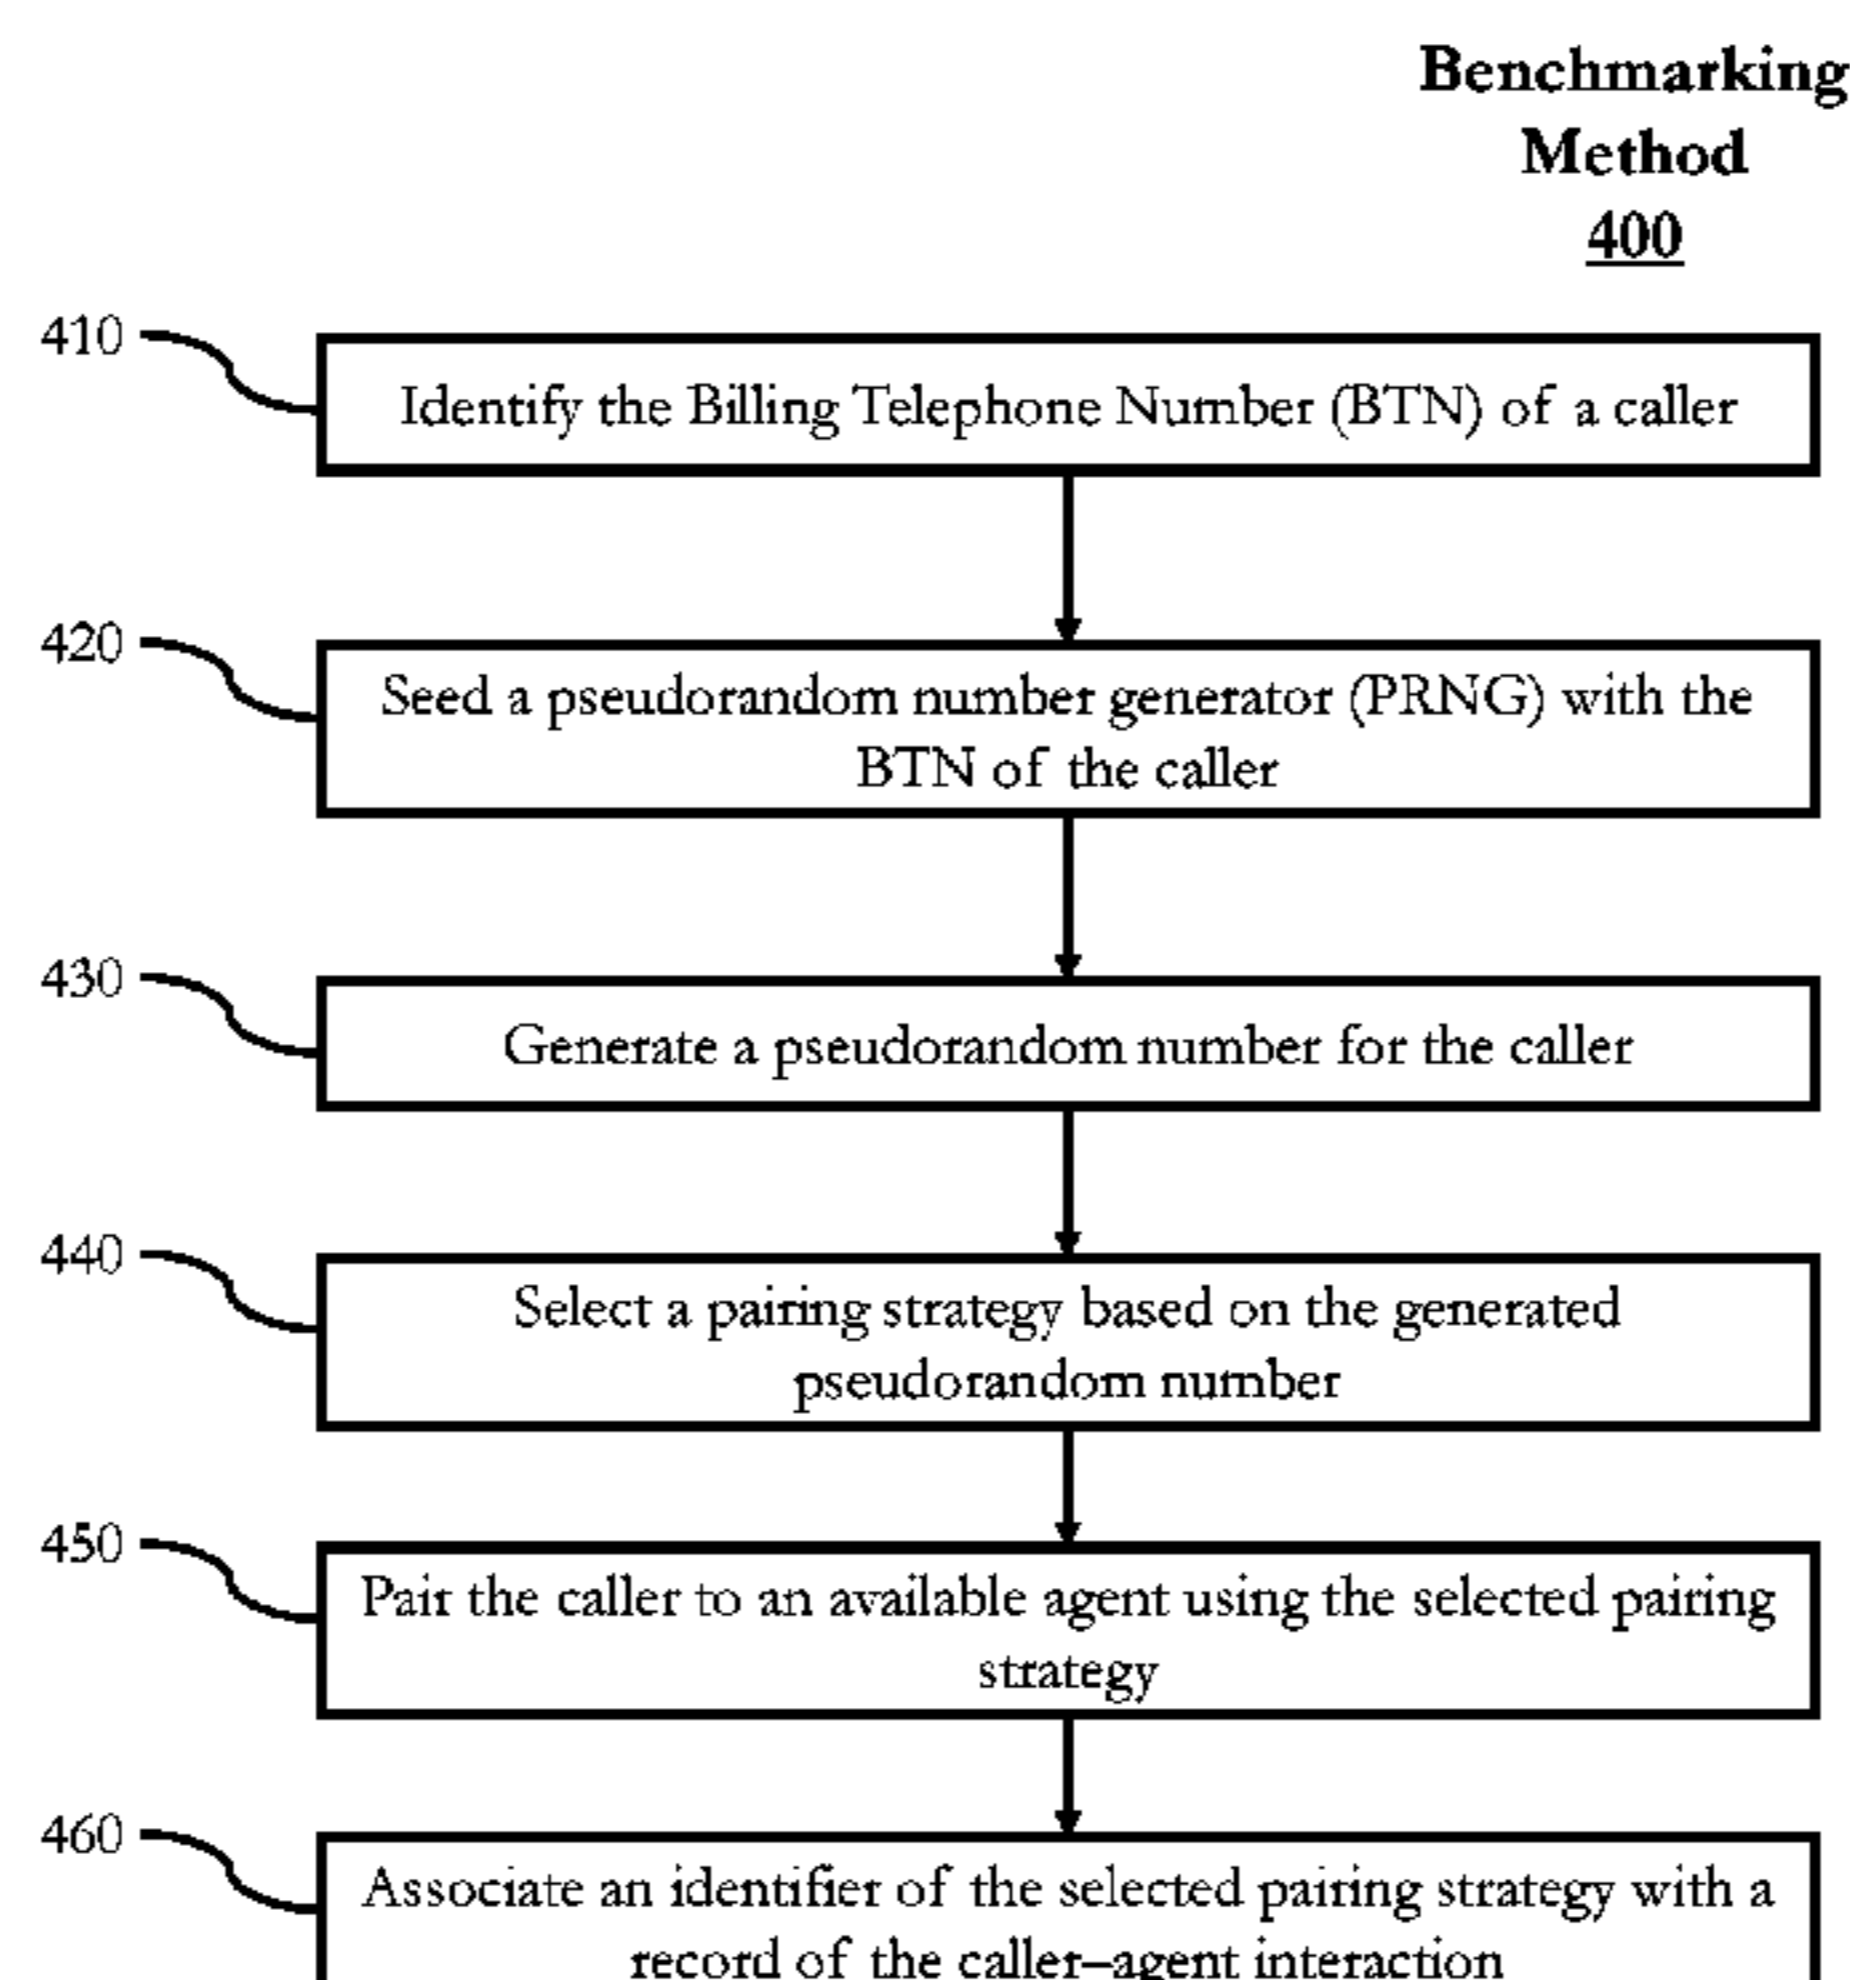 Benchmarking
Method
400
410
Identify the Billing Telephone Number (BTN) of a caller
420
Seed a pseudorandom number generator (PRNG) with the
BTN of the caller
430
Generate a pseudorandom number for the caller
440
Select a pairing strategy based on the generated
pseudorandom number
450
Pair the caller to an available agent using the selected pairing
strategy
460
Associate an identifier of the selected pairing strategy with a
record of the caller–agent interaction